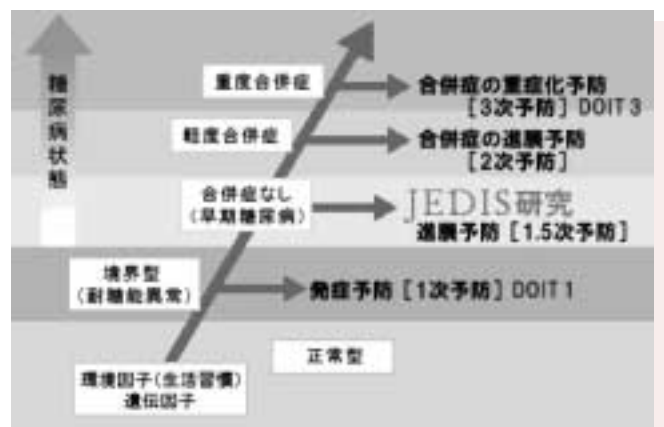 糖尿病状態
重度合併症
合併症の重症化予防
[3次予防] DOIT 3
軽度合併症
合併症の進展予防
[2次予防]
合併症なし
(早期糖尿病)
JEDIS研究
進展予防 [1.5次予防]
境界型
(耐糖能異常)
発症予防 [1次予防] DOIT 1
正常型
環境因子(生活習慣)
遺伝因子